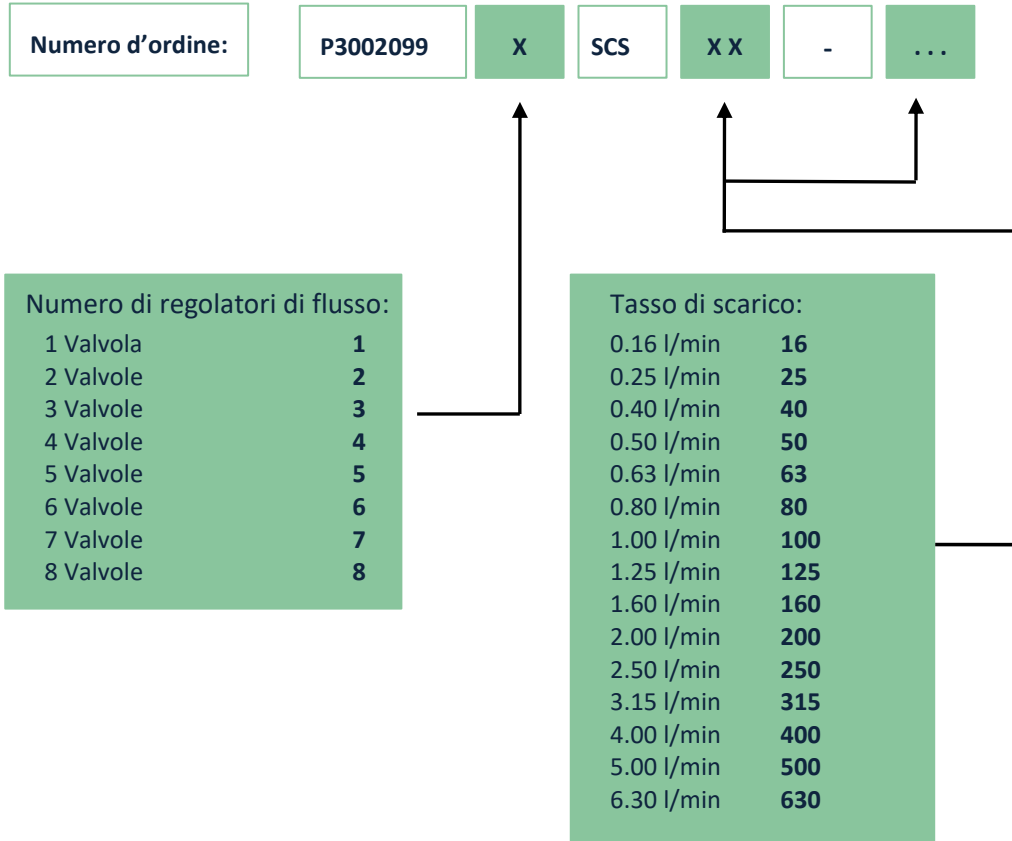 Numero d’ordine: P3002099 X SCS X X - . . .
Numero di regolatori di flusso:
1 Valvola 1
2 Valvole 2
3 Valvole 3
4 Valvole 4
5 Valvole 5
6 Valvole 6
7 Valvole 7
8 Valvole 8
Tasso di scarico:
0.16 l/min 16
0.25 l/min 25
0.40 l/min 40
0.50 l/min 50
0.63 l/min 63
0.80 l/min 80
1.00 l/min 100
1.25 l/min 125
1.60 l/min 160
2.00 l/min 200
2.50 l/min 250
3.15 l/min 315
4.00 l/min 400
5.00 l/min 500
6.30 l/min 630